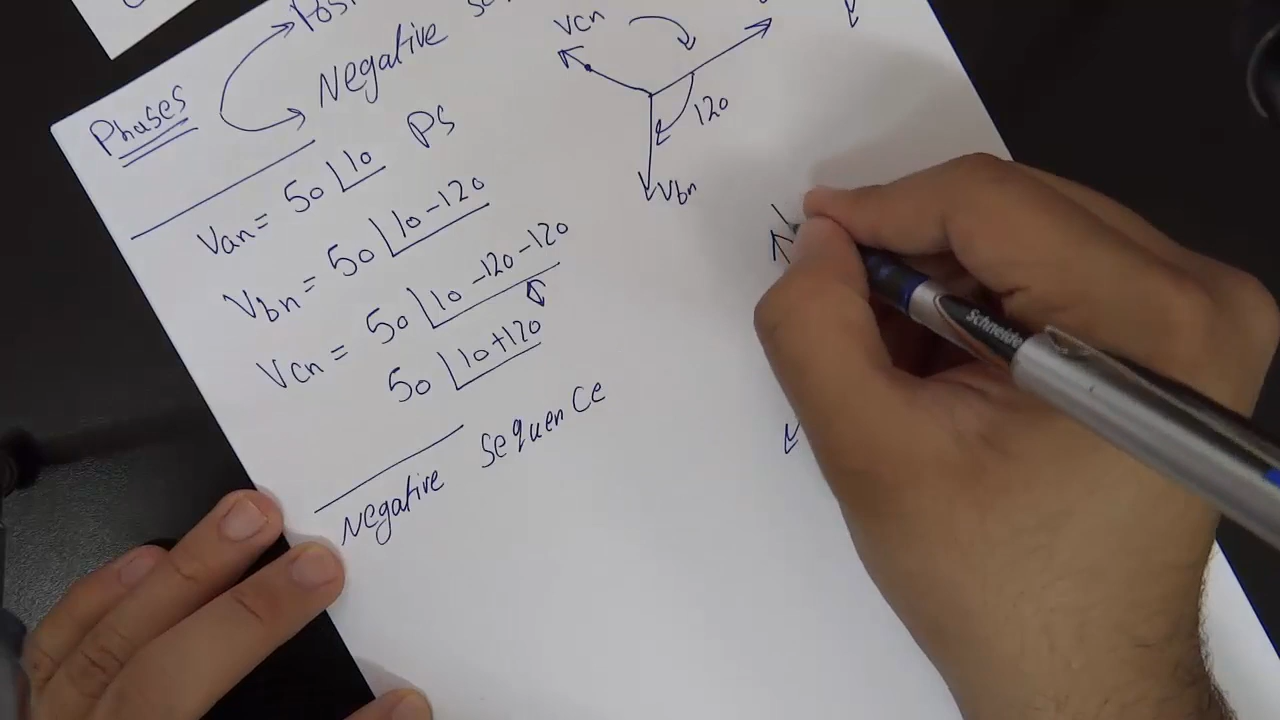 Phases
Negative
Van = 50 ∠10 PS
Vbn = 50 ∠10-120
Vcn = 50 ∠10 -120 -120
50 ∠10+120
Negative Sequence
Vcn
120
Vbn
Schneide